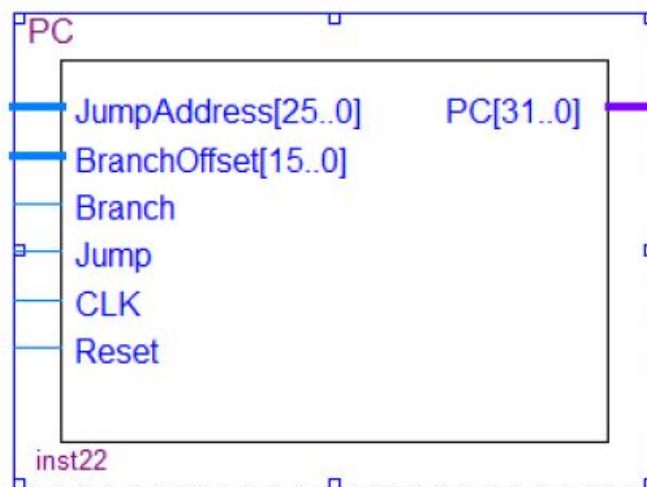 PC
JumpAddress[25..0] PC[31..0]
BranchOffset[15..0]
Branch
Jump
CLK
Reset
inst22